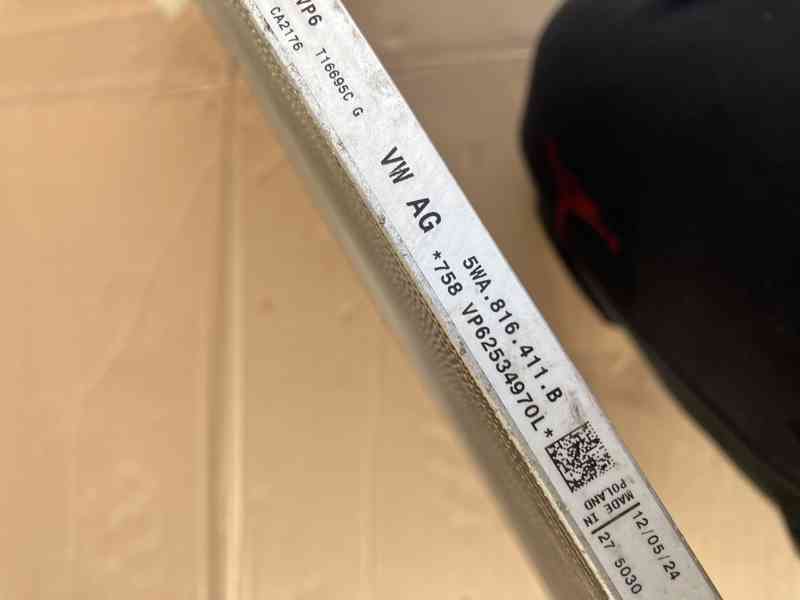 VP6
CA2176
T16695C G
VW AG
5WA.816.411.B
*758 VP62534970L*
MADE IN
POLAND
12/05/24
27 5030